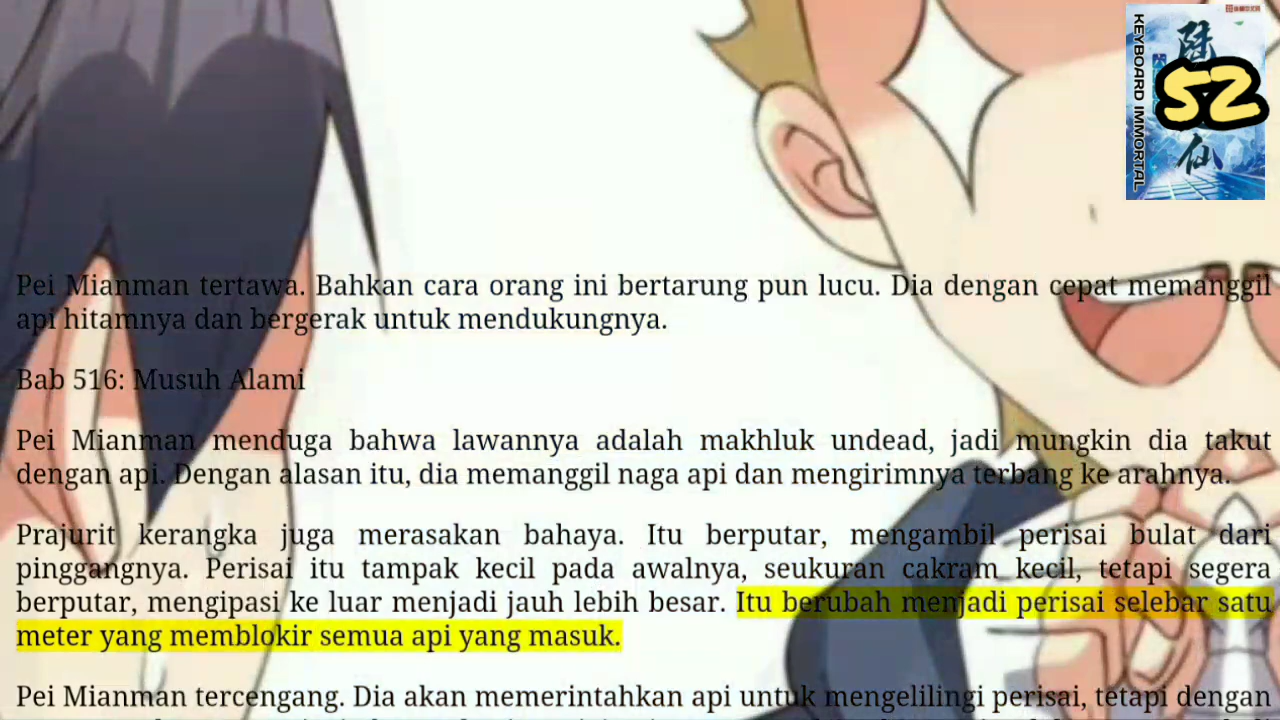 KEYBOARD IMMORTAL
52
仙
Pei Mianman tertawa. Bahkan cara orang ini bertarung pun lucu. Dia dengan cepat memanggil
api hitamnya dan bergerak untuk mendukungnya.
Bab 516: Musuh Alami
Pei Mianman menduga bahwa lawannya adalah makhluk undead, jadi mungkin dia takut
dengan api. Dengan alasan itu, dia memanggil naga api dan mengirimnya terbang ke arahnya.
Prajurit kerangka juga merasakan bahaya. Itu berputar, mengambil perisai bulat dari
pinggangnya. Perisai itu tampak kecil pada awalnya, seukuran cakram kecil, tetapi segera
berputar, mengipasi ke luar menjadi jauh lebih besar. Itu berubah menjadi perisai selebar satu
meter yang memblokir semua api yang masuk.
Pei Mianman tercengang. Dia akan memerintahkan api untuk mengelilingi perisai, tetapi dengan